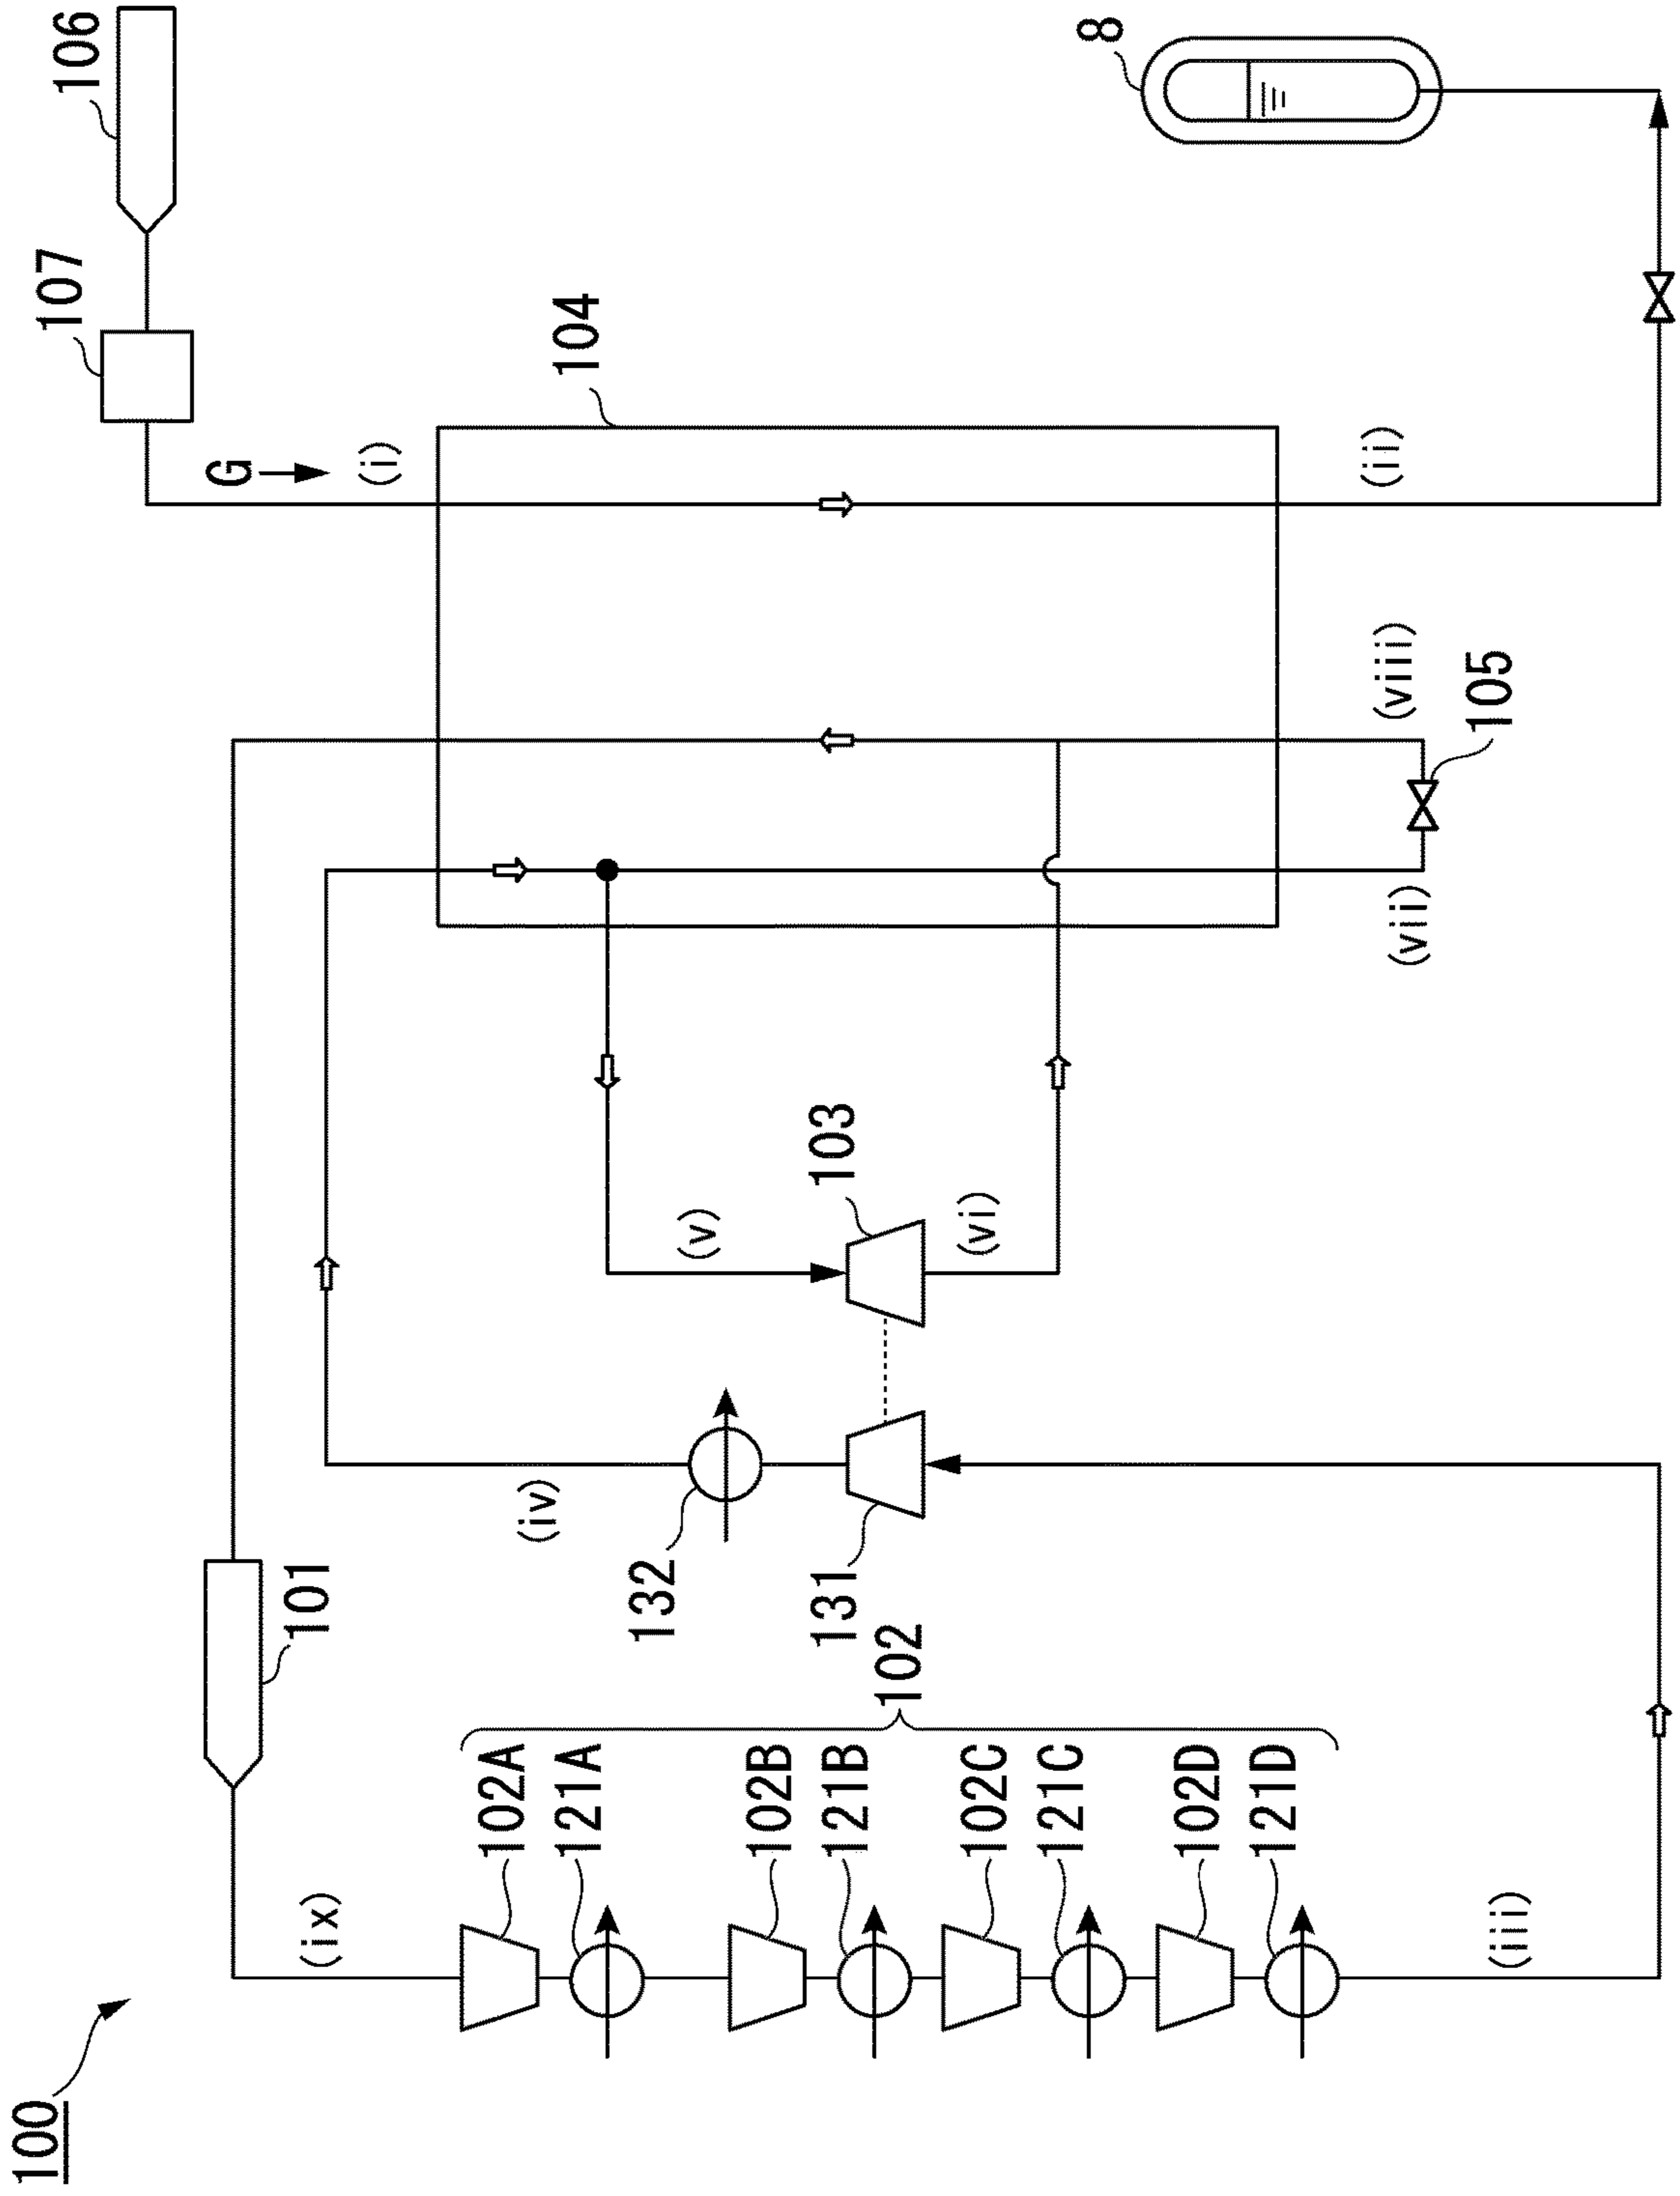 100
107
106
G
101
(ix)
(i)
102A
(iv)
121A
104
132
(v)
102B
131
103
121B
102
102C
(vi)
121C
8
102D
121D
(ii)
(viii)
(vii)
105
(iii)